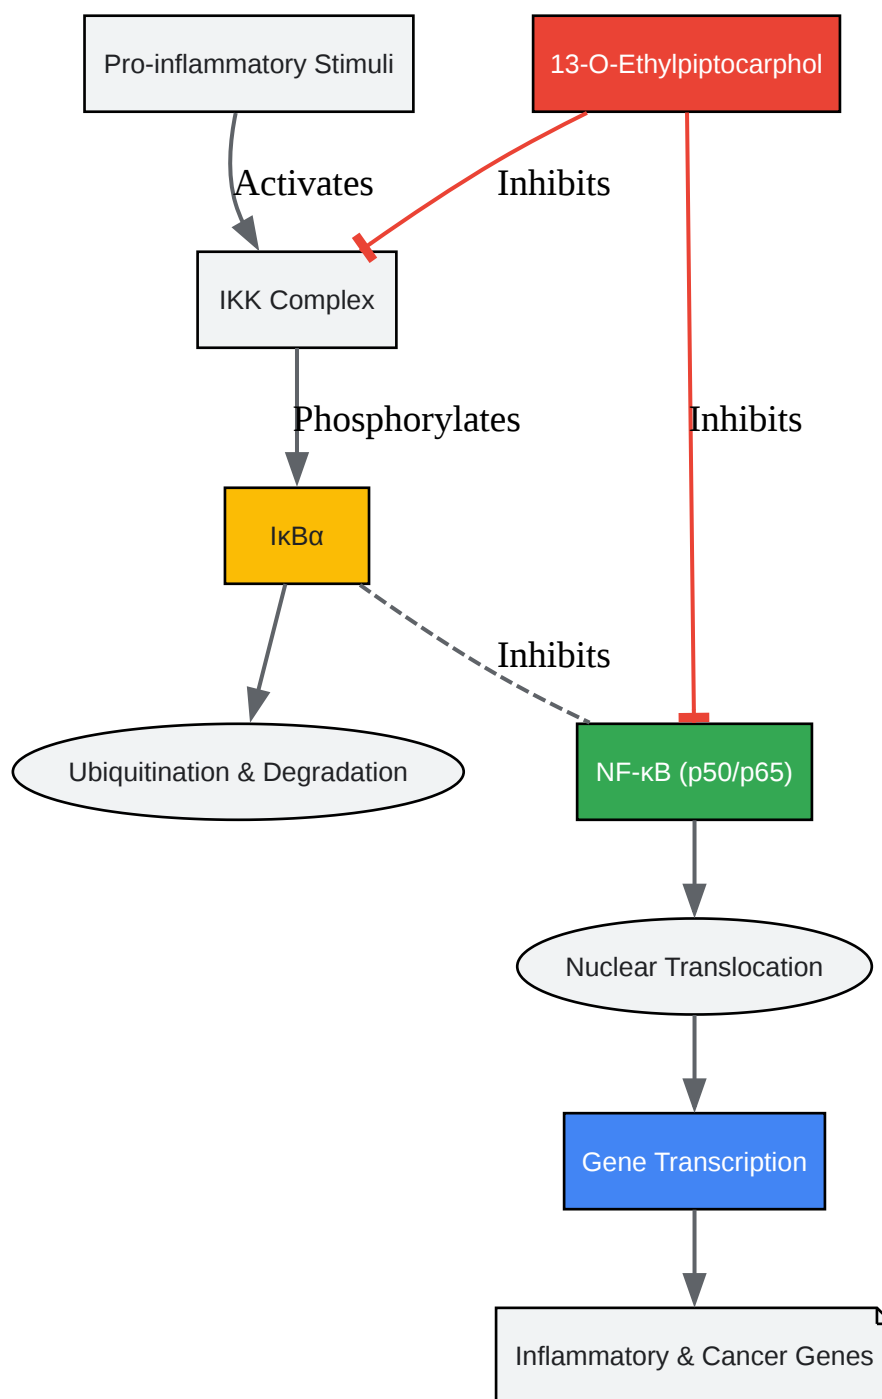 Pro-inflammatory Stimuli
13-O-Ethylpiptocarphol
Activates
Inhibits
IKK Complex
Phosphorylates
Inhibits
IκBα
Inhibits
Ubiquitination & Degradation
NF-κB (p50/p65)
Nuclear Translocation
Gene Transcription
Inflammatory & Cancer Genes